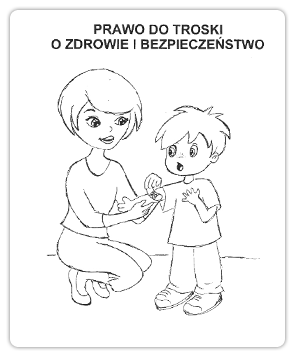 PRAWO DO TROSKI
O ZDROWIE I BEZPIECZEŃSTWO